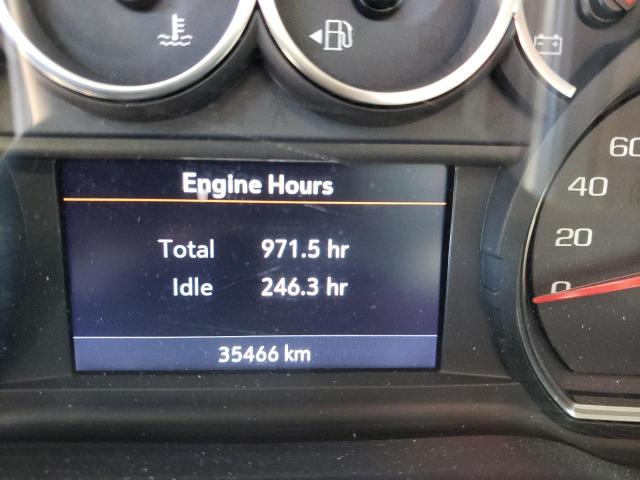 Engine Hours
Total 971.5 hr
Idle 246.3 hr
35466 km
60
40
20
0